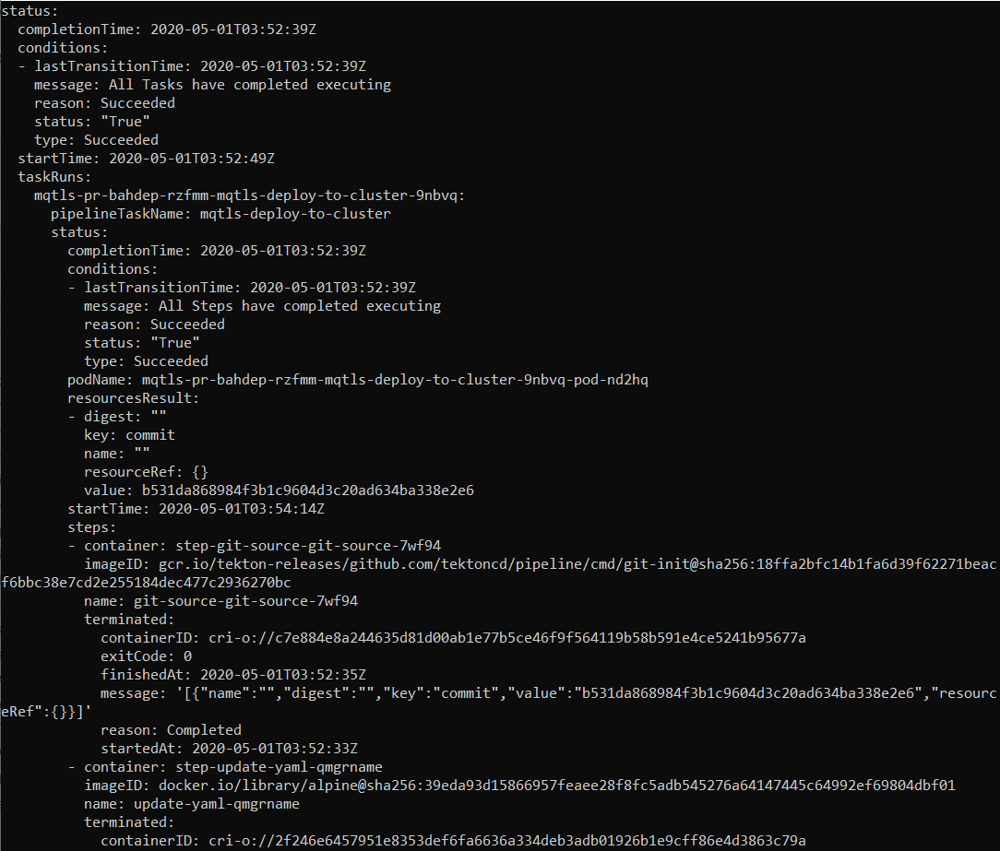 status:
  completionTime: 2020-05-01T03:52:39Z
  conditions:
  - lastTransitionTime: 2020-05-01T03:52:39Z
    message: All Tasks have completed executing
    reason: Succeeded
    status: "True"
    type: Succeeded
  startTime: 2020-05-01T03:52:49Z
  taskRuns:
    mqtls-pr-bahdep-rzfmm-mqtls-deploy-to-cluster-9nbvq:
      pipelineTaskName: mqtls-deploy-to-cluster
      status:
        completionTime: 2020-05-01T03:52:39Z
        conditions:
        - lastTransitionTime: 2020-05-01T03:52:39Z
          message: All Steps have completed executing
          reason: Succeeded
          status: "True"
          type: Succeeded
        podName: mqtls-pr-bahdep-rzfmm-mqtls-deploy-to-cluster-9nbvq-pod-nd2hq
        resourcesResult:
        - digest: ""
          key: commit
          name: ""
          resourceRef: {}
          value: b531da868984f3b1c9604d3c20ad634ba338e2e6
        startTime: 2020-05-01T03:54:14Z
        steps:
        - container: step-git-source-git-source-7wf94
          imageID: gcr.io/tekton-releases/github.com/tektoncd/pipeline/cmd/git-init@sha256:18ffa2bfc14b1fa6d39f62271beac
f6bbc38e7cd2e255184dec477c2936270bc
          name: git-source-git-source-7wf94
          terminated:
            containerID: cri-o://c7e884e8a244635d81d00ab1e77b5ce46f9f564119b58b591e4ce5241b95677a
            exitCode: 0
            finishedAt: 2020-05-01T03:52:35Z
            message: '[{"name":"","digest":"","key":"commit","value":"b531da868984f3b1c9604d3c20ad634ba338e2e6","resourc
eRef":{}}]'
            reason: Completed
            startedAt: 2020-05-01T03:52:33Z
        - container: step-update-yaml-qmgrname
          imageID: docker.io/library/alpine@sha256:39eda93d15866957feaee28f8fc5adb545276a64147445c64992ef69804dbf01
          name: update-yaml-qmgrname
          terminated:
            containerID: cri-o://2f246e6457951e8353def6fa6636a334deb3adb01926b1e9cff86e4d3863c79a